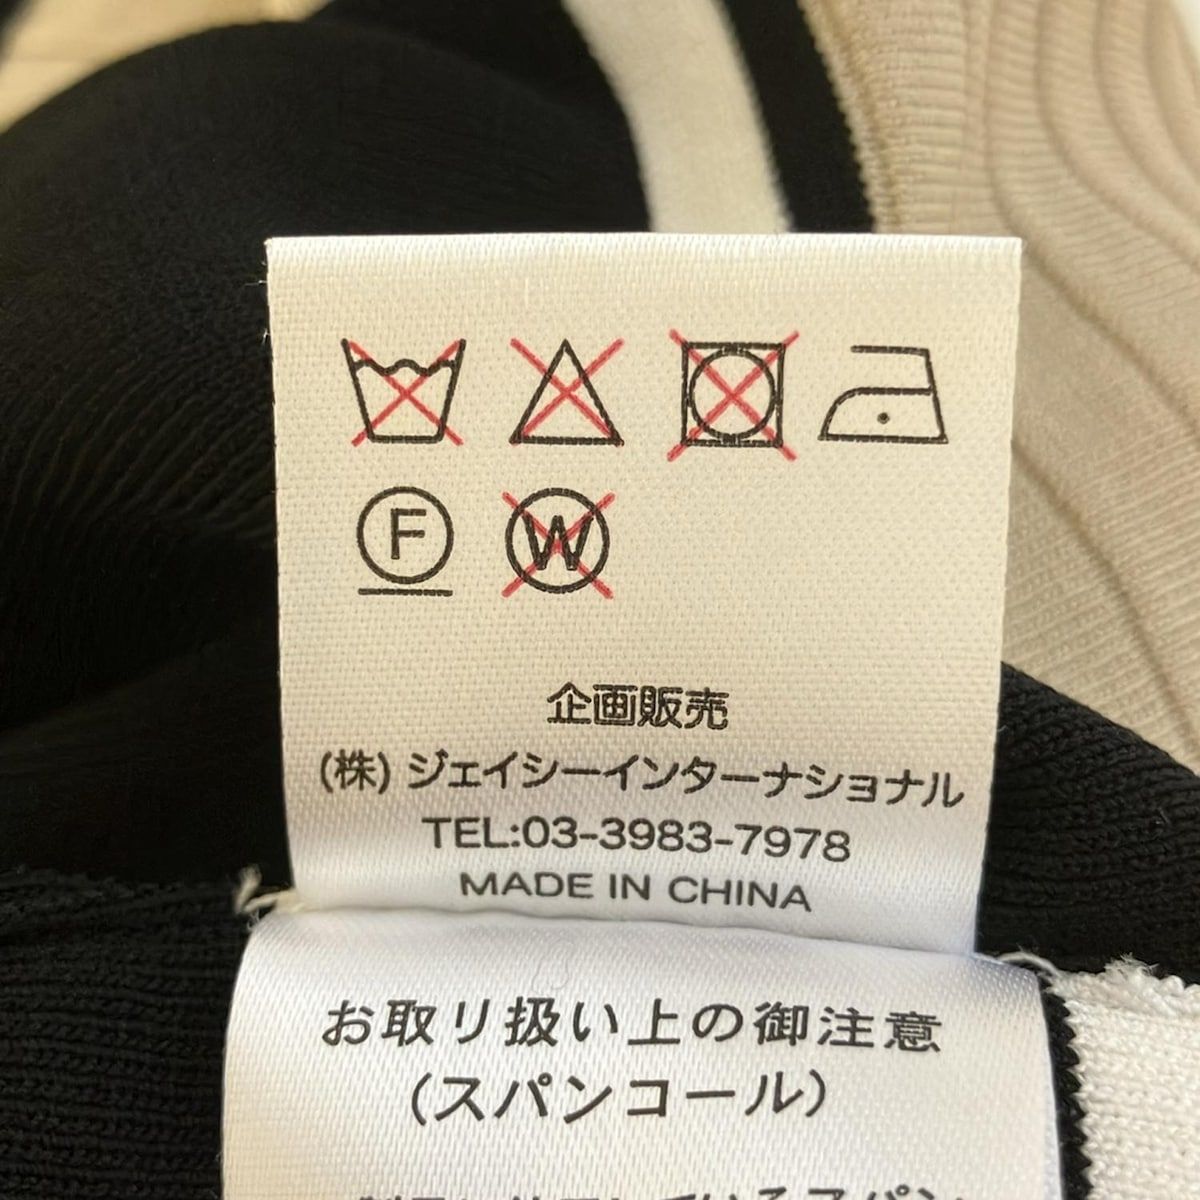 F W
企画販売
(株) ジェイシーインターナショナル
TEL:03-3983-7978
MADE IN CHINA
お取り扱い上の御注意
(スパンコール)